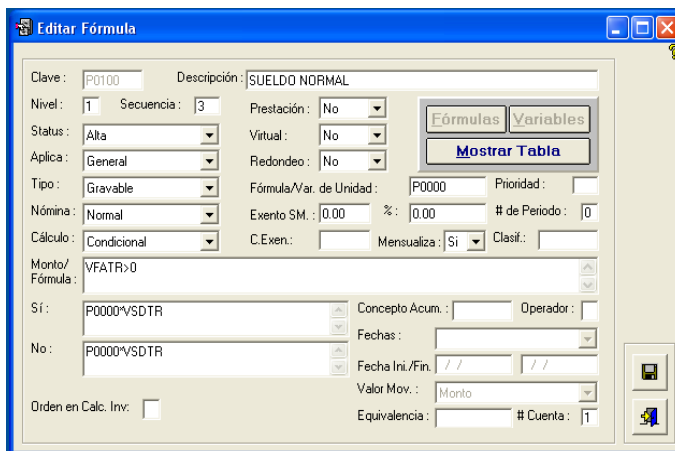 Editar Fórmula
Clave : P0100 Descripción : SUELDO NORMAL
Nivel : 1 Secuencia : 3 Prestación : No Fórmulas Variables
Status : Alta Virtual : No Mostrar Tabla
Aplica : General Redondeo : No
Tipo : Gravable Fórmula/Var. de Unidad : P0000 Prioridad :
Nómina : Normal Exento SM. : 0.00 % : 0.00 # de Periodo : 0
Cálculo : Condicional C.Exen.: Mensualiza : Si Clasif.:
Monto/ Fórmula : VFATR>0
Sí : P0000*VSDTR Concepto Acum. : Operador :
Fechas :
No : P0000*VSDTR Fecha Ini./Fin. / / / /
Valor Mov. : Monto
Orden en Calc. Inv: Equivalencia : # Cuenta : 1